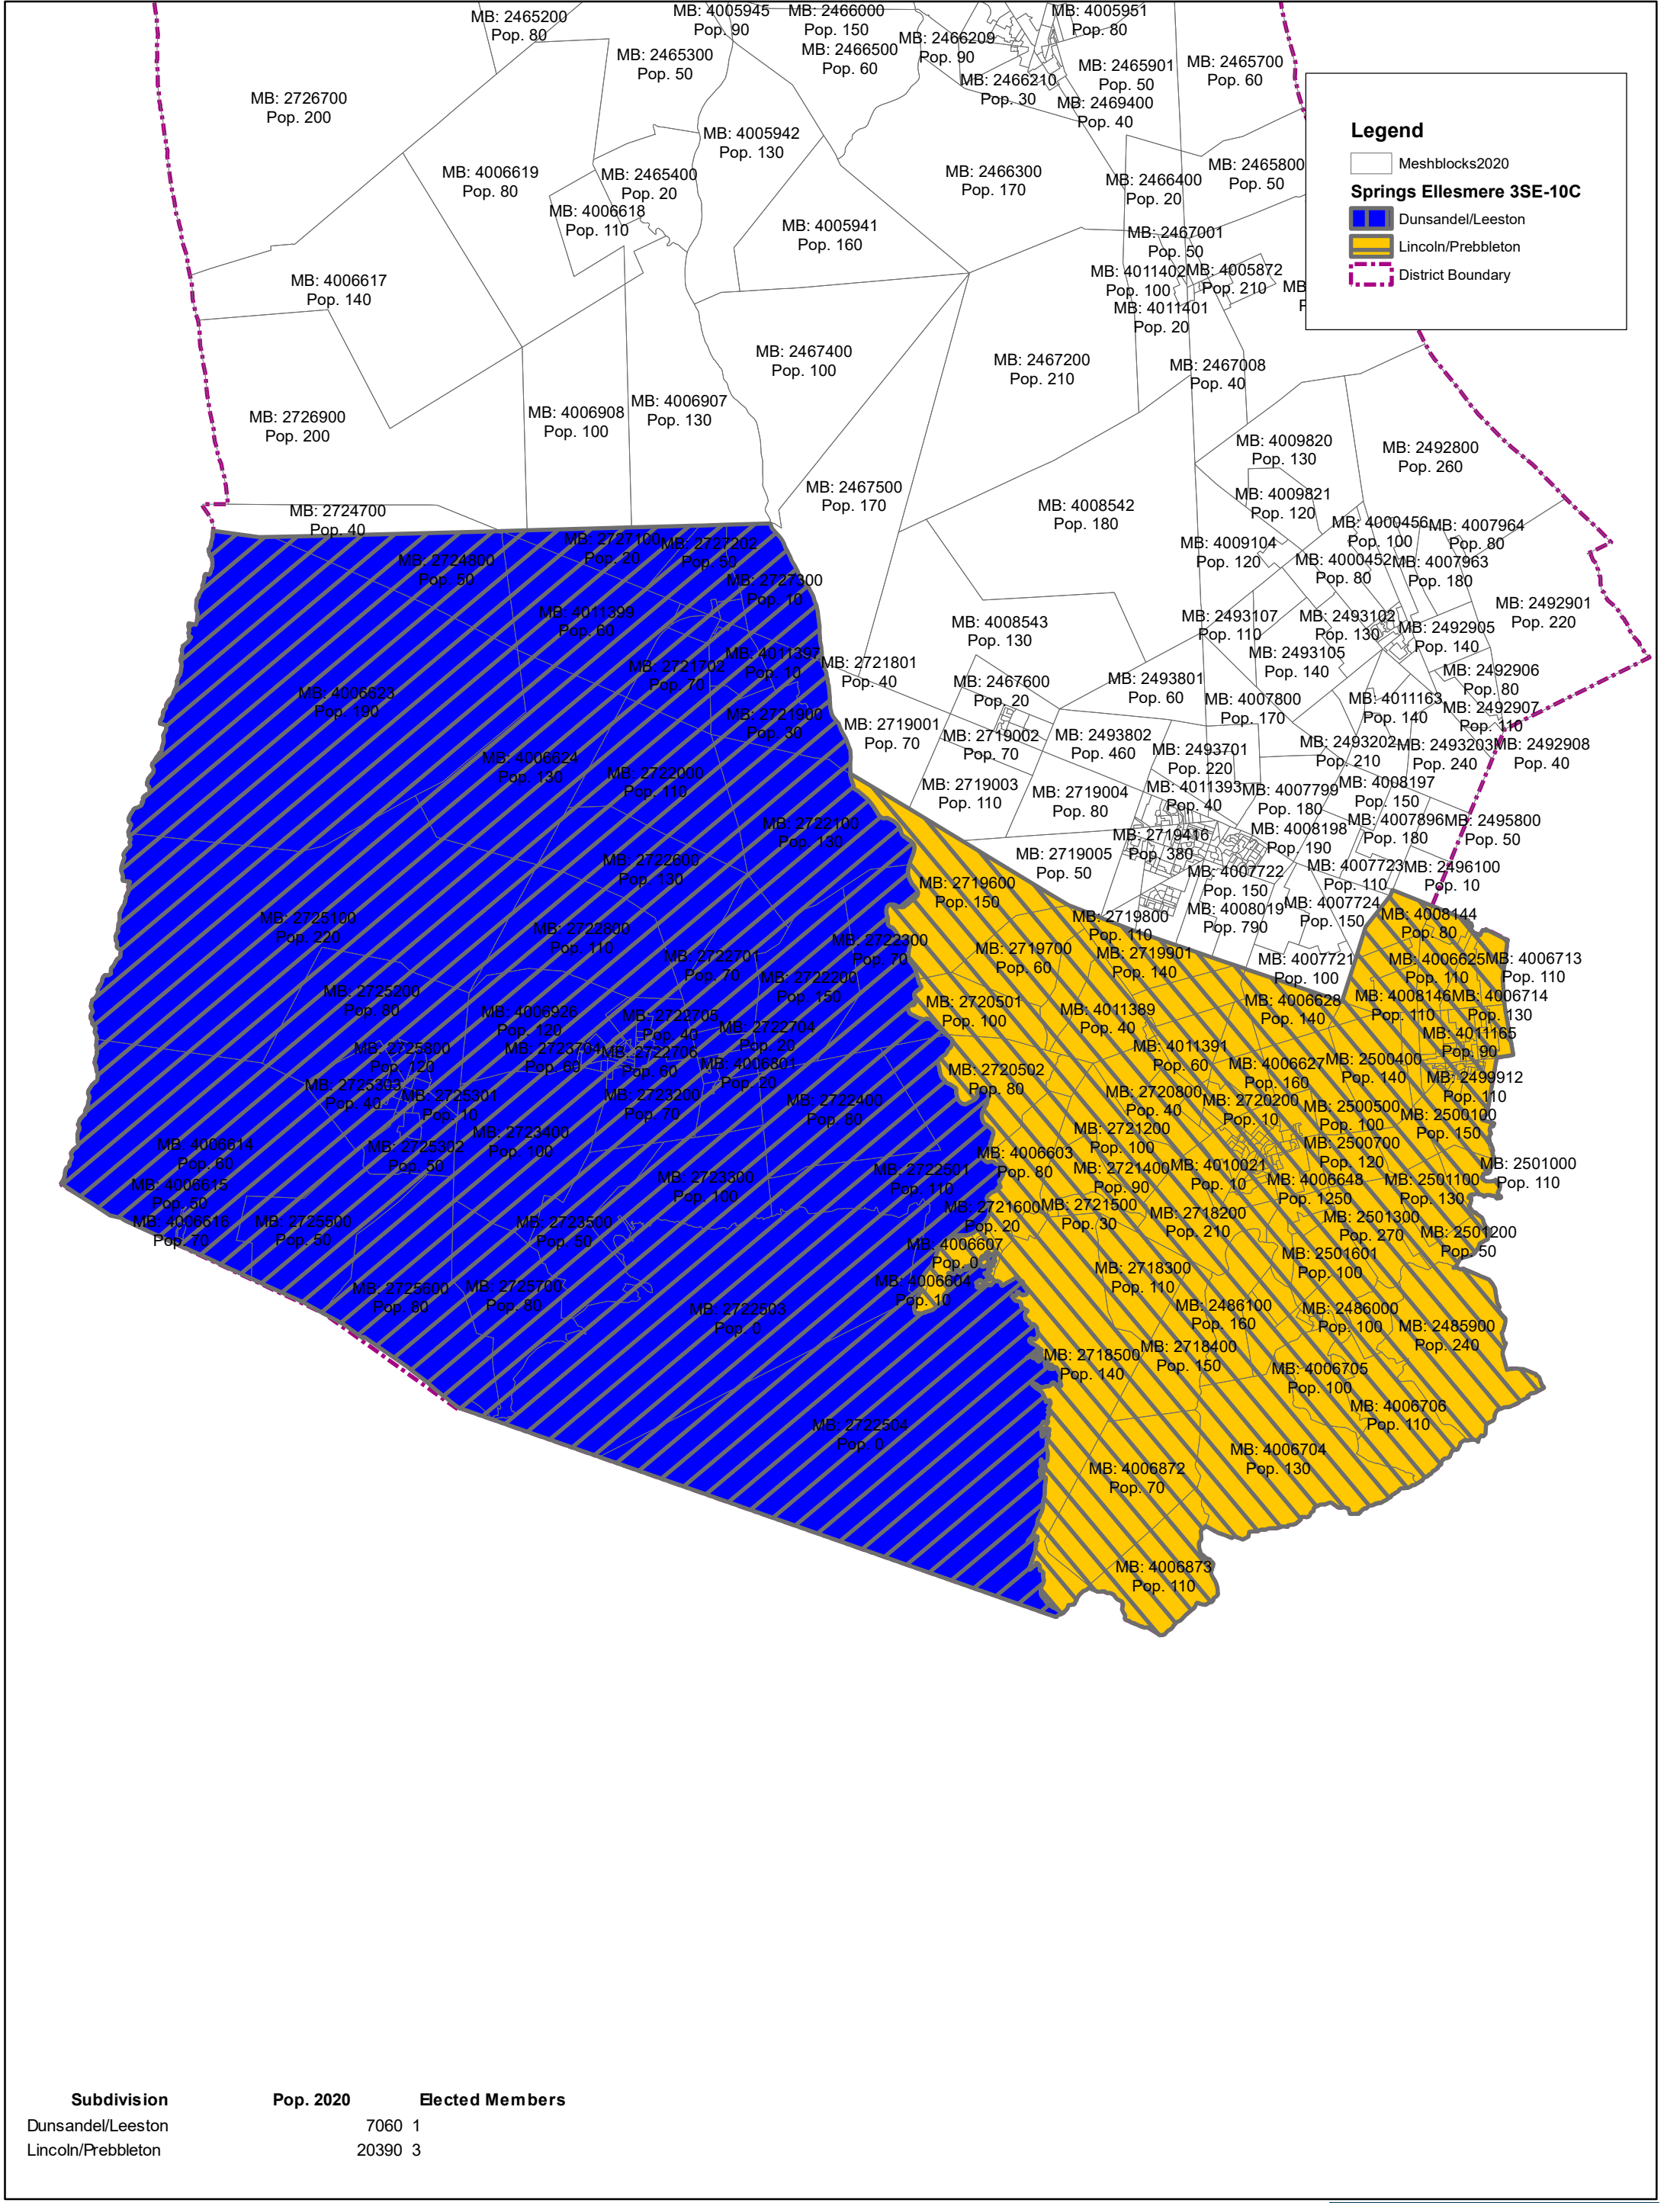 MB: 2465200
Pop. 80
MB: 4005945
Pop. 90
MB: 2466000
Pop. 150
MB: 2466500
Pop. 60
MB: 2466209
Pop. 90
MB: 4005951
Pop. 80
MB: 2465300
Pop. 50
MB: 2466210
Pop. 30
MB: 2465901
Pop. 50
MB: 2465700
Pop. 60
MB: 2469400
Pop. 40
MB: 2726700
Pop. 200
MB: 4005942
Pop. 130
MB: 4006619
Pop. 80
MB: 2465400
Pop. 20
MB: 4006618
Pop. 110
MB: 2466300
Pop. 170
MB: 2466400
Pop. 20
MB: 2465800
Pop. 50
MB: 4005941
Pop. 160
MB: 2467001
Pop. 50
MB: 4011402
Pop. 100
MB: 4005872
Pop. 210
MB
MB: 4011401
Pop. 20
MB: 4006617
Pop. 140
MB: 2467400
Pop. 100
MB: 2467200
Pop. 210
MB: 2467008
Pop. 40
Legend
Meshblocks2020
Springs Ellesmere 3SE-10C
Dunsandel/Leeston
Lincoln/Prebbleton
District Boundary
MB: 2726900
Pop. 200
MB: 4006908
Pop. 100
MB: 4006907
Pop. 130
MB: 4009820
Pop. 130
MB: 2492800
Pop. 260
MB: 2467500
Pop. 170
MB: 4009821
Pop. 120
MB: 4008542
Pop. 180
MB: 2724700
Pop. 40
MB: 4000456
Pop. 100
MB: 4007964
Pop. 80
MB: 4009104
Pop. 120
MB: 4000452
Pop. 80
MB: 4007963
Pop. 180
MB: 2727100
Pop. 20
MB: 2727202
Pop. 50
MB: 2724800
Pop. 50
MB: 2727300
Pop. 10
MB: 4011399
Pop. 60
MB: 4008543
Pop. 130
MB: 2493107
Pop. 110
MB: 2493102
Pop. 130
MB: 2492901
Pop. 220
MB: 2492905
Pop. 140
MB: 2493105
Pop. 140
MB: 4011397
Pop. 10
MB: 2721702
Pop. 70
MB: 2721801
Pop. 40
MB: 2467600
Pop. 20
MB: 2493801
Pop. 60
MB: 2492906
Pop. 80
MB: 4006623
Pop. 190
MB: 4007800
Pop. 170
MB: 4011163
Pop. 140
MB: 2492907
Pop. 110
MB: 2721900
Pop. 30
MB: 2719001
Pop. 70
MB: 2719002
Pop. 70
MB: 2493802
Pop. 460
MB: 2493701
Pop. 220
MB: 2493202
Pop. 210
MB: 2493203
Pop. 240
MB: 2492908
Pop. 40
MB: 4006624
Pop. 130
MB: 2722000
Pop. 110
MB: 2719003
Pop. 110
MB: 2719004
Pop. 80
MB: 4011393
Pop. 40
MB: 4007799
Pop. 180
MB: 4008197
Pop. 150
MB: 2722100
Pop. 130
MB: 2719416
Pop. 380
MB: 4008198
Pop. 190
MB: 4007896
Pop. 180
MB: 2495800
Pop. 50
MB: 2722600
Pop. 130
MB: 2719005
Pop. 50
MB: 4007722
Pop. 150
MB: 4007723
Pop. 110
MB: 2496100
Pop. 10
MB: 2719600
Pop. 150
MB: 4008019
Pop. 790
MB: 4007724
Pop. 150
MB: 2725100
Pop. 220
MB: 2722800
Pop. 110
MB: 2722300
Pop. 70
MB: 2719800
Pop. 110
MB: 4008144
Pop. 80
MB: 2722701
Pop. 70
MB: 2719700
Pop. 60
MB: 2719901
Pop. 140
MB: 4007721
Pop. 100
MB: 4006625
Pop. 110
MB: 4006713
Pop. 110
MB: 2722200
Pop. 150
MB: 2725200
Pop. 80
MB: 4006926
Pop. 120
MB: 2722705
Pop. 40
MB: 2722704
Pop. 20
MB: 2720501
Pop. 100
MB: 4011389
Pop. 40
MB: 4006628
Pop. 140
MB: 4008146
Pop. 110
MB: 4006714
Pop. 130
MB: 4011165
Pop. 90
MB: 2725800
Pop. 120
MB: 2723704
Pop. 60
MB: 2722706
Pop. 60
MB: 4006801
Pop. 20
MB: 2720502
Pop. 80
MB: 4011391
Pop. 60
MB: 4006627
Pop. 160
MB: 2500400
Pop. 140
MB: 2499912
Pop. 110
MB: 2725303
Pop. 40
MB: 2725301
Pop. 10
MB: 2723200
Pop. 70
MB: 2722400
Pop. 80
MB: 2720800
Pop. 40
MB: 2720200
Pop. 10
MB: 2500500
Pop. 100
MB: 2500100
Pop. 150
MB: 4006614
Pop. 60
MB: 2725302
Pop. 50
MB: 2723400
Pop. 100
MB: 4006603
Pop. 80
MB: 2721200
Pop. 100
MB: 2500700
Pop. 120
MB: 2723300
Pop. 100
MB: 2722501
Pop. 110
MB: 2721400
Pop. 90
MB: 4010021
Pop. 10
MB: 4006648
Pop. 1250
MB: 2501100
Pop. 130
MB: 2501000
Pop. 110
MB: 4006615
Pop. 50
MB: 4006616
Pop. 70
MB: 2725500
Pop. 50
MB: 2723500
Pop. 50
MB: 2721600
Pop. 20
MB: 2721500
Pop. 30
MB: 2718200
Pop. 210
MB: 2501300
Pop. 270
MB: 2501200
Pop. 50
MB: 4006607
Pop. 0
MB: 2501601
Pop. 100
MB: 4006604
Pop. 10
MB: 2718300
Pop. 110
MB: 2725600
Pop. 80
MB: 2725700
Pop. 80
MB: 2722503
Pop. 0
MB: 2486100
Pop. 160
MB: 2486000
Pop. 100
MB: 2485900
Pop. 240
MB: 2718500
Pop. 140
MB: 2718400
Pop. 150
MB: 4006705
Pop. 100
MB: 2722504
Pop. 0
MB: 4006706
Pop. 110
MB: 4006872
Pop. 70
MB: 4006704
Pop. 130
MB: 4006873
Pop. 110
Subdivision Pop. 2020 Elected Members
Dunsandel/Leeston 7060 1
Lincoln/Prebbleton 20390 3